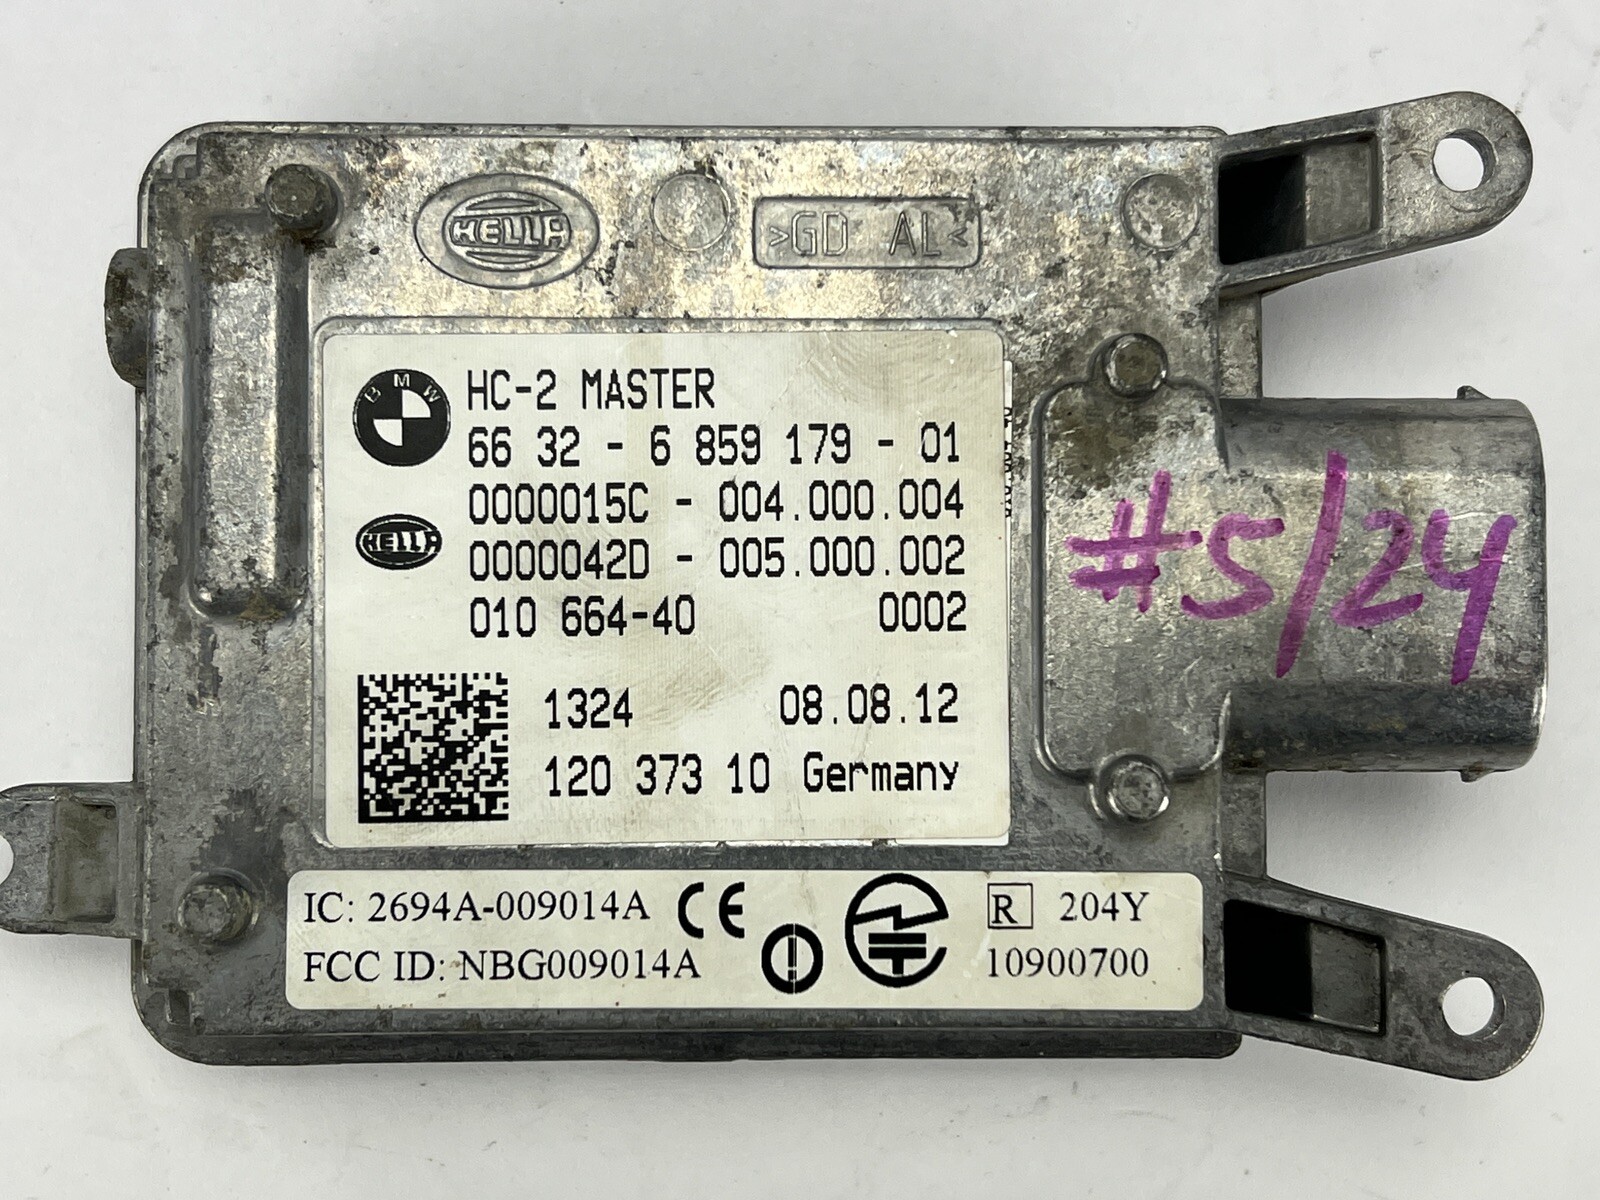 HELLA
>GD AL<
BMW
HC-2 MASTER
66 32 - 6 859 179 - 01
0000015C - 004.000.004
HELLA
0000042D - 005.000.002
010 664-40 0002
#5/24
1324 08.08.12
120 373 10 Germany
IC: 2694A-009014A CE R 204Y
FCC ID: NBG009014A 10900700